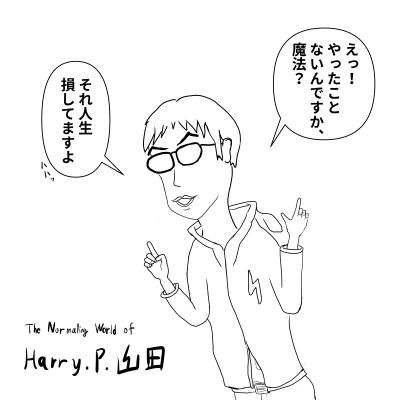 えっ!
やったこと
ないんですか、
魔法?
それ人生
損してますよ
ハハッ
The Normaling World of
Harry.P.山田